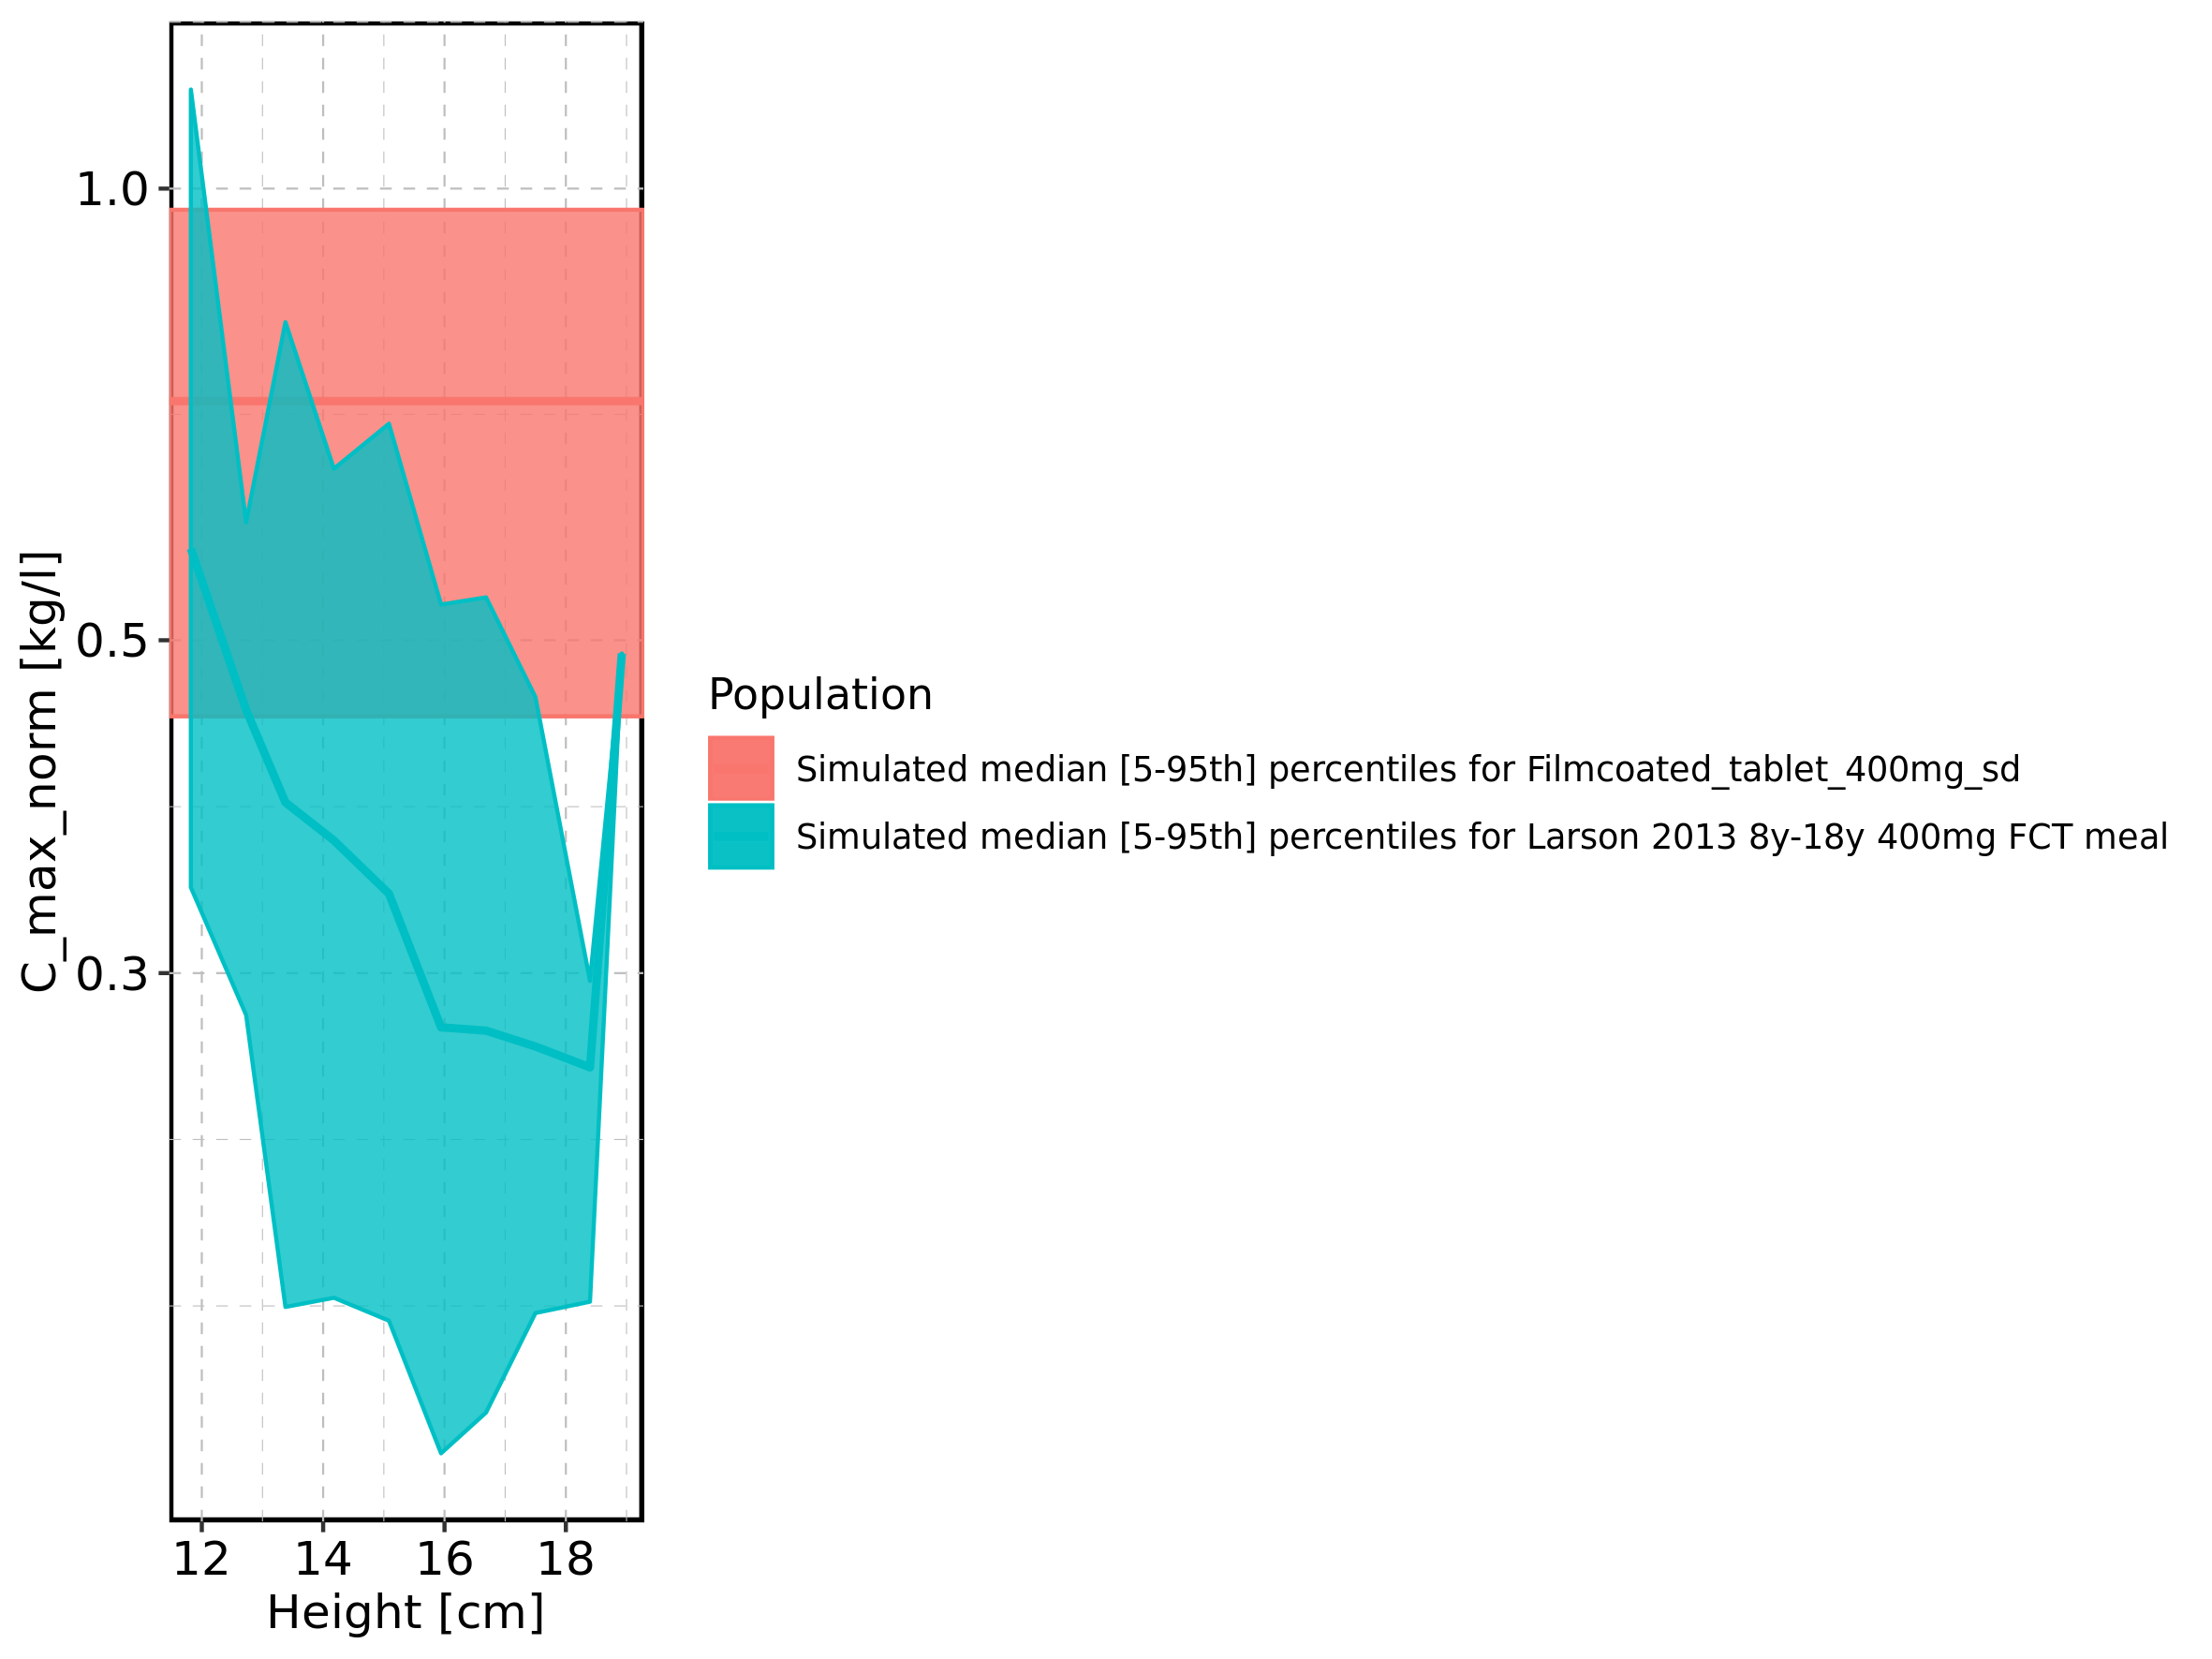 1.0
0.5
0.3
C_max_norm [kg/l]
12 14 16 18
Height [cm]
Population
Simulated median [5-95th] percentiles for Filmcoated_tablet_400mg_sd
Simulated median [5-95th] percentiles for Larson 2013 8y-18y 400mg FCT meal